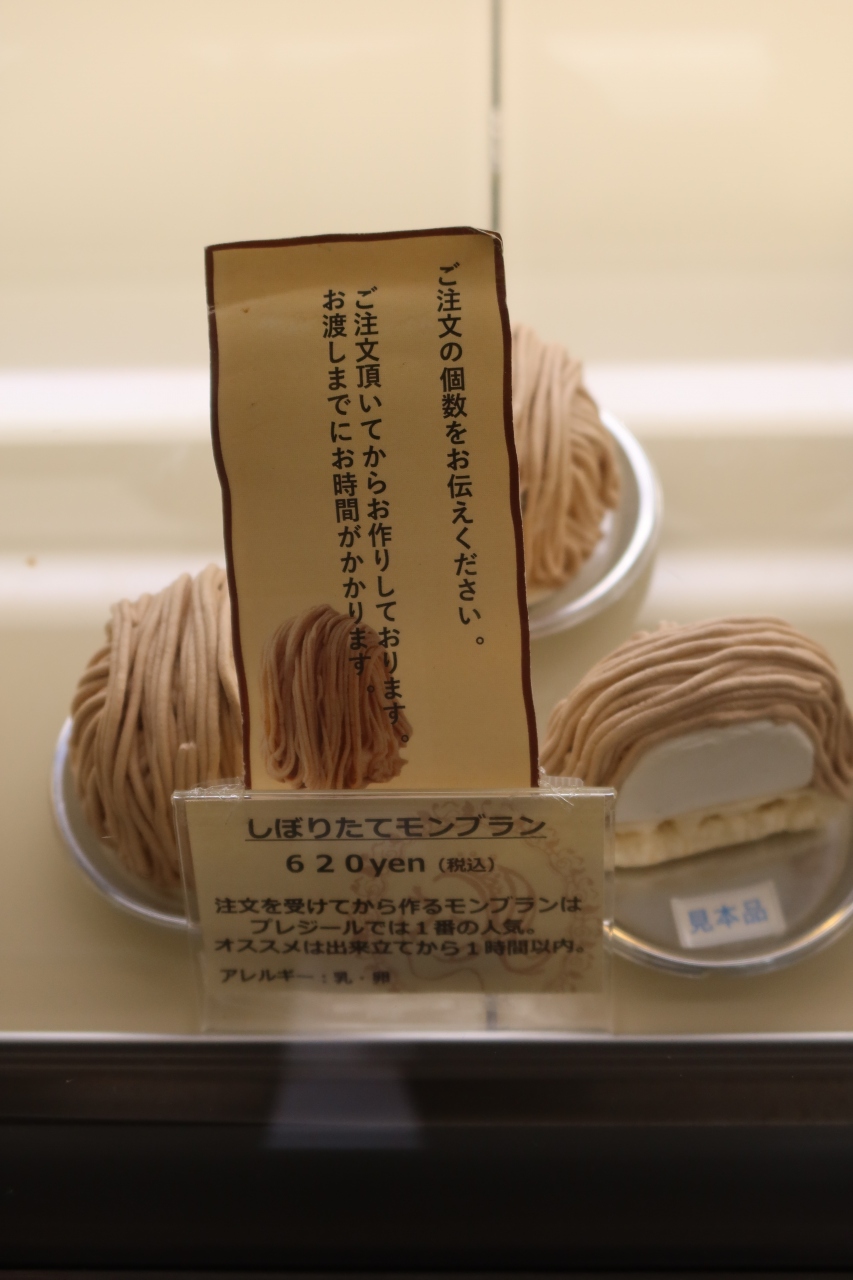 ご注文の個数をお伝えください。
ご注文頂いてからお作りしております。
お渡しまでにお時間がかかります。
しぼりたてモンブラン
６２０yen（税込）
注文を受けてから作るモンブランは
プレジールでは１番の人気。
オススメは出来立てから１時間以内。
アレルギー：乳・卵
見本品